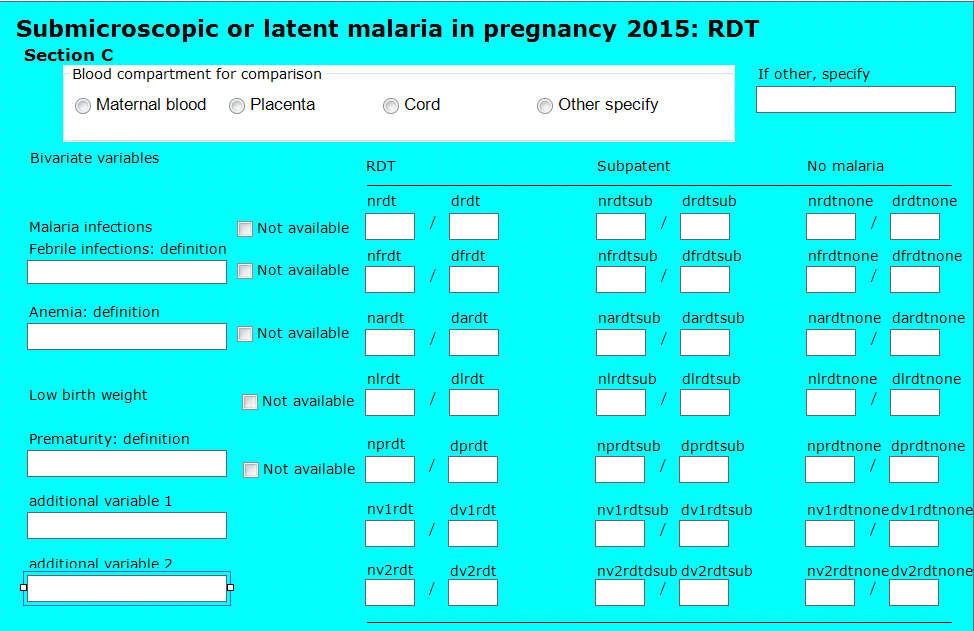 Submicroscopic or latent malaria in pregnancy 2015: RDT
Section C
Blood compartment for comparison
If other, specify
Maternal blood Placenta Cord Other specify
Bivariate variables
RDT Subpatent No malaria
nrdt drdt nrdtsub drdtsub nrdtnone drdtnone
Malaria infections Not available / / /
Febrile infections: definition nfrdt dfrdt nfrdtsub dfrdtsub nfrdtnone dfrdtnone
Not available / / /
Anemia: definition nardt dardt nardtsub dardtsub nardtnone dardtnone
Not available / / /
nlrdt dlrdt nlrdtsub dlrdtsub nlrdtnone dlrdtnone
Low birth weight Not available / / /
Prematurity: definition nprdt dprdt nprdtsub dprdtsub nprdtnone dprdtnone
Not available / / /
additional variable 1 nv1rdt dv1rdt nv1rdtsub dv1rdtsub nv1rdtnone dv1rdtnone
/ / /
additional variable 2 nv2rdt dv2rdt nv2rdtdsub dv2rdtsub nv2rdtnone dv2rdtnone
/ / /